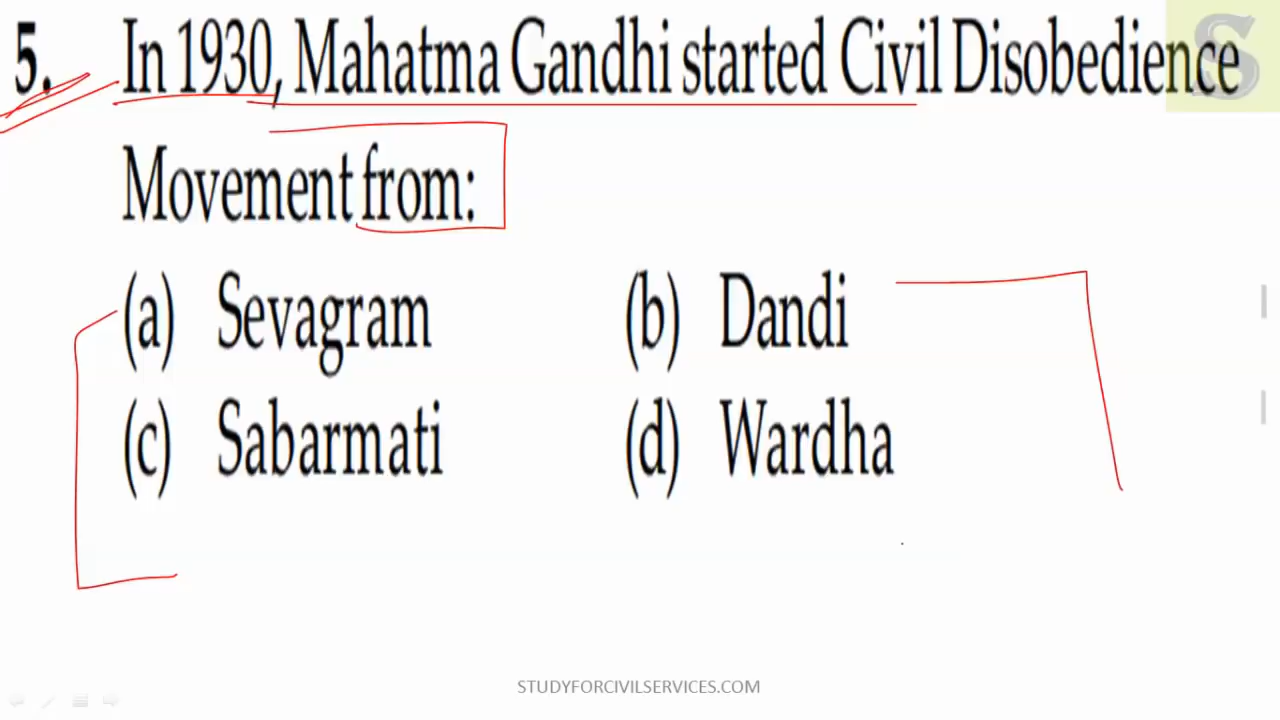 5. In 1930, Mahatma Gandhi started Civil Disobedience
Movement from:
(a) Sevagram (b) Dandi
(c) Sabarmati (d) Wardha
S
STUDYFORCIVILSERVICES.COM